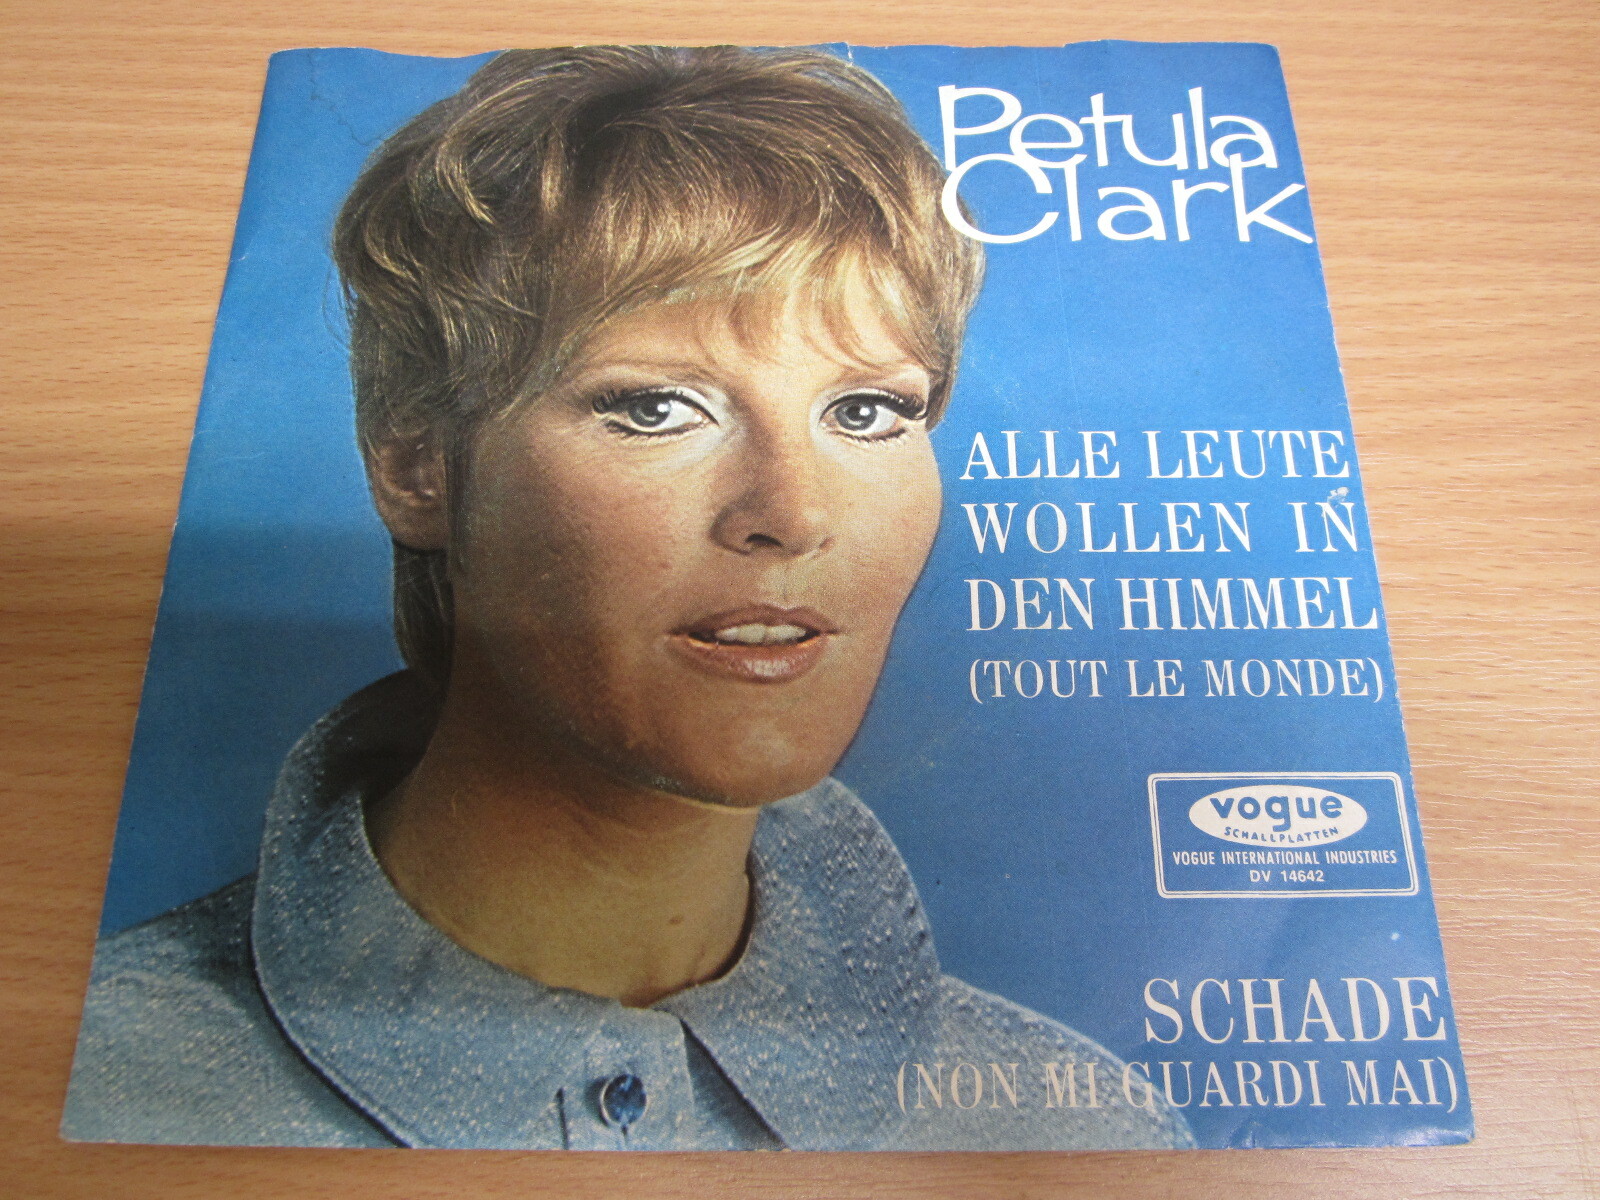 Petula
Clark
ALLE LEUTE
WOLLEN IN
DEN HIMMEL
(TOUT LE MONDE)
vogue
SCHALLPLATTEN
VOGUE INTERNATIONAL INDUSTRIES
DV 14642
SCHADE
(NON MI GUARDI MAI)